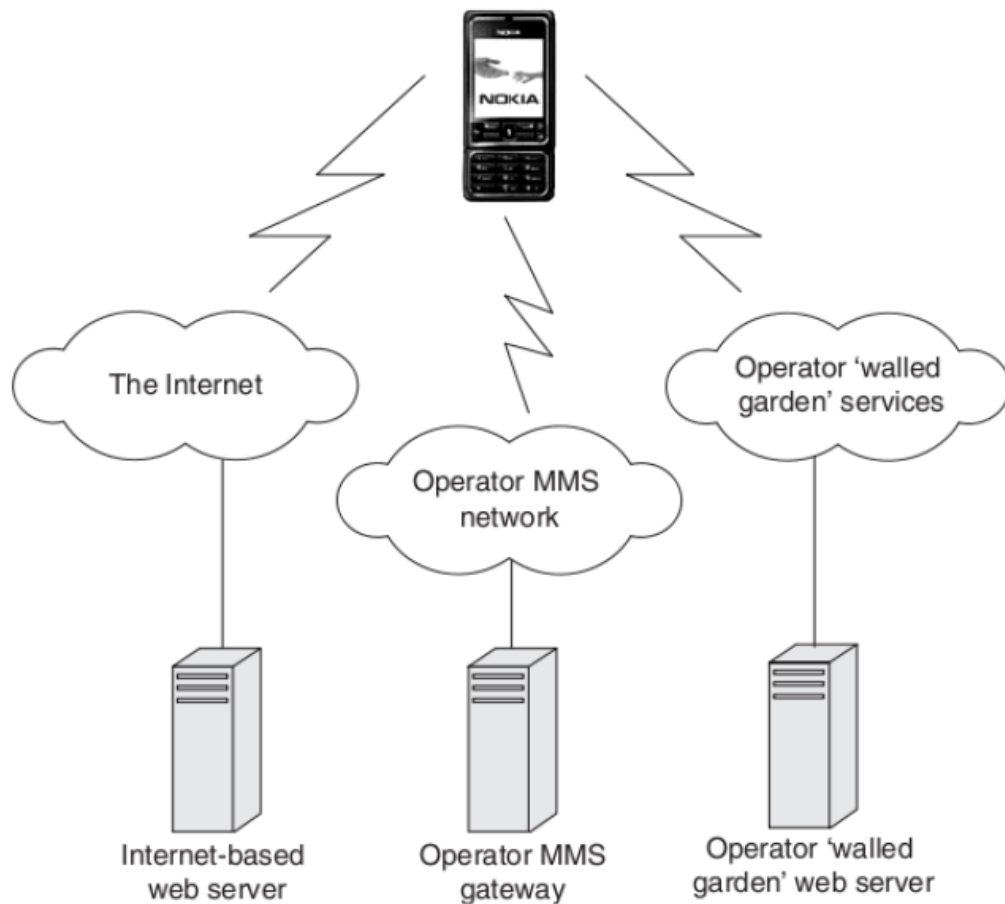 NOKIA
NOKIA
The Internet
Operator ‘walled
garden’ services
Operator MMS
network
Internet-based
web server
Operator MMS
gateway
Operator ‘walled
garden’ web server